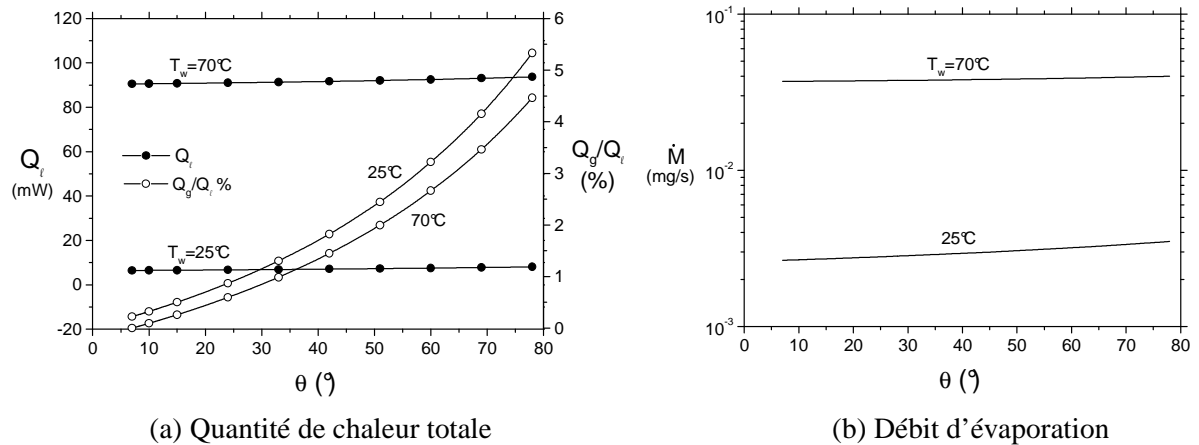 120
100
80
60
40
20
0
-20
Q_ℓ
(mW)
T_w=70°C
Q_ℓ
Q_g/Q_ℓ %
T_w=25°C
25°C
70°C
6
5
4
3
2
1
0
Q_g/Q_ℓ
(%)
0 10 20 30 40 50 60 70 80
θ (°)
(a) Quantité de chaleur totale
10^-1
10^-2
10^-3
Ṁ
(mg/s)
T_w=70°C
25°C
0 10 20 30 40 50 60 70 80
θ (°)
(b) Débit d'évaporation